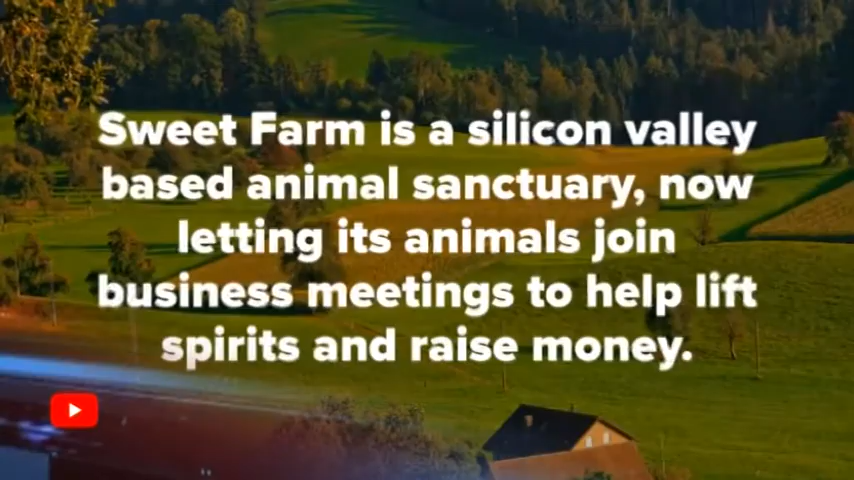 Sweet Farm is a silicon valley
based animal sanctuary, now
letting its animals join
business meetings to help lift
spirits and raise money.